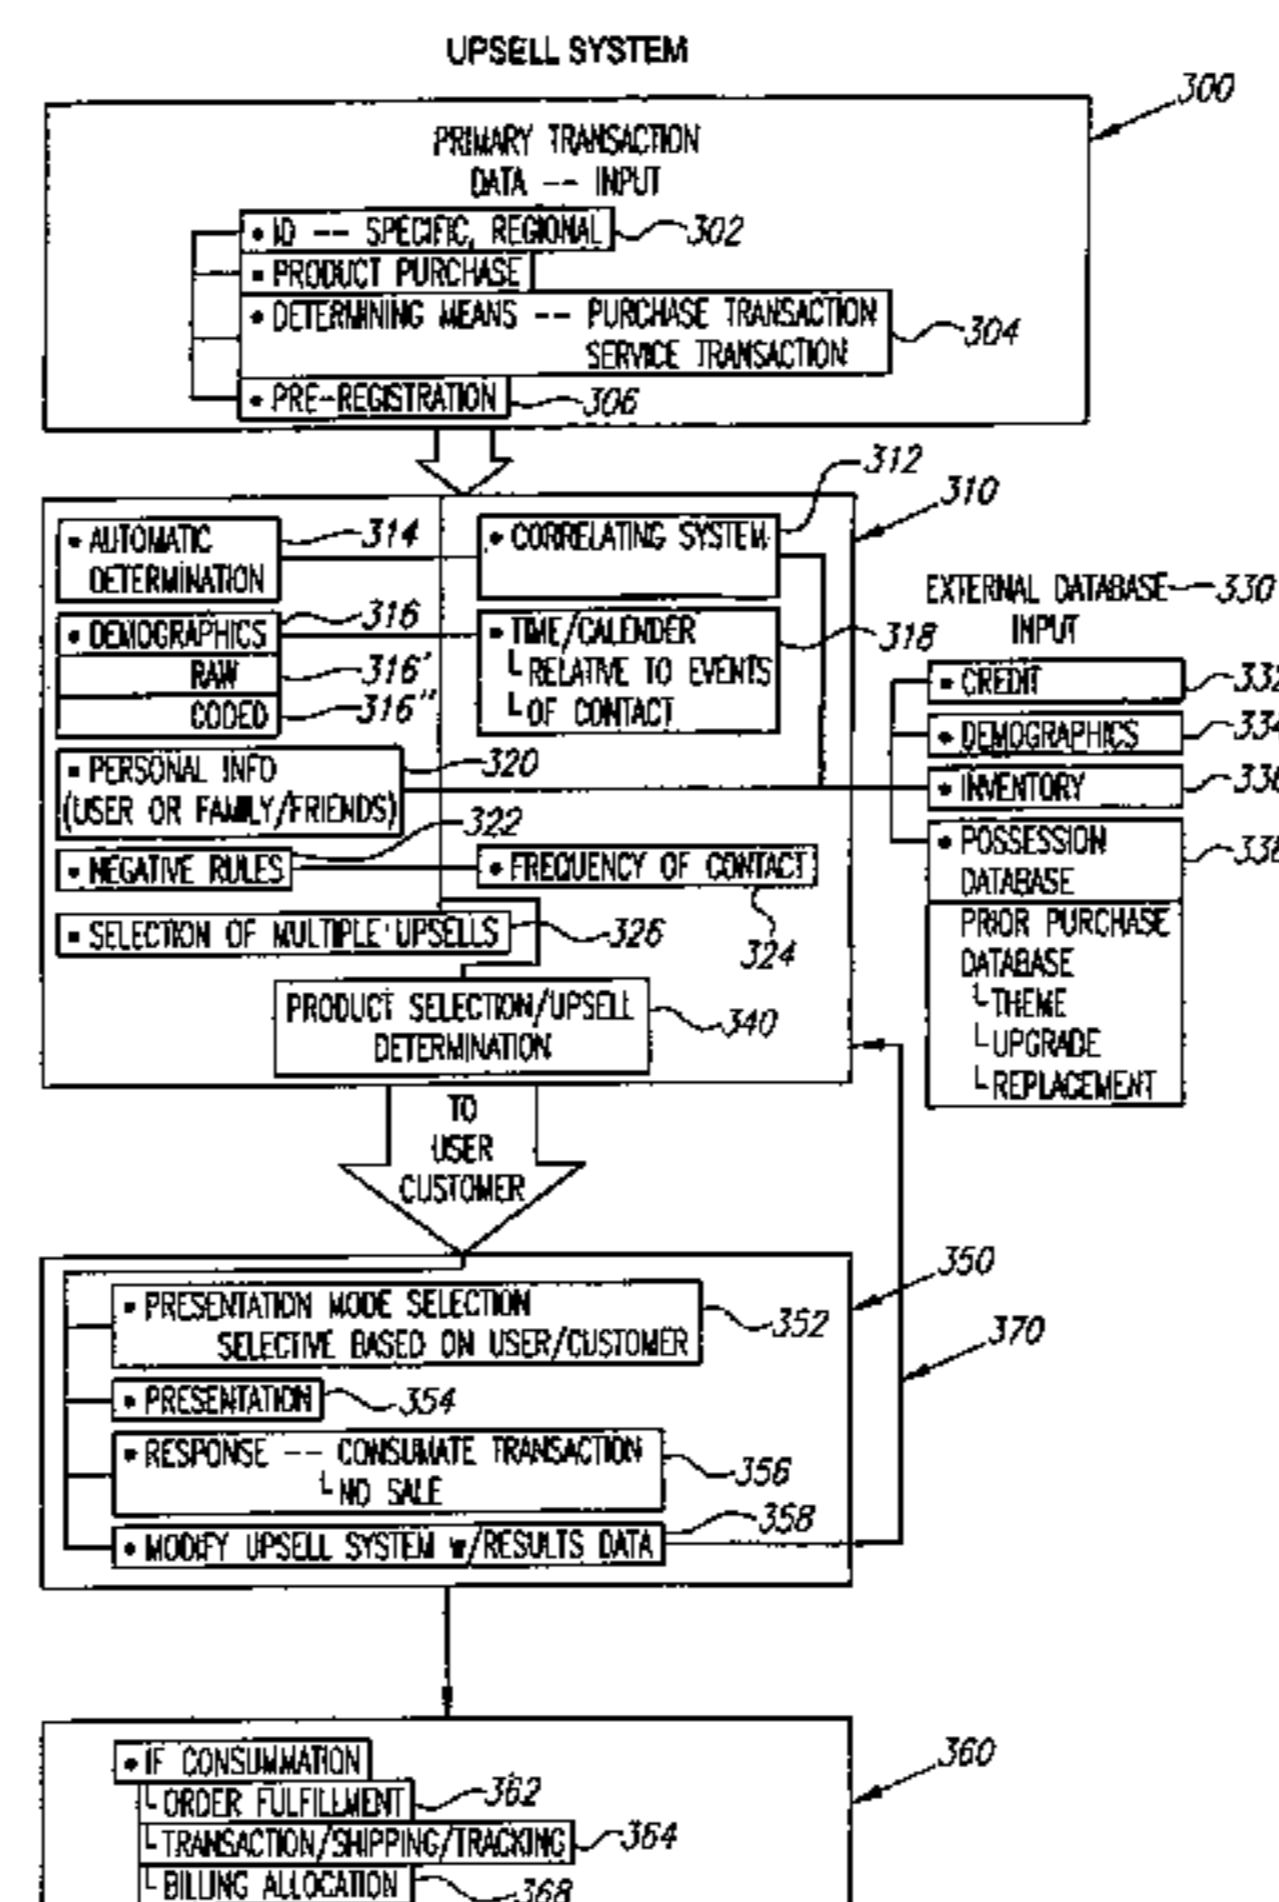 UPSELL SYSTEM
300
PRIMARY TRANSACTION
DATA -- INPUT
• ID -- SPECIFIC, REGIONAL
302
• PRODUCT PURCHASE
• DETERMINING MEANS -- PURCHASE TRANSACTION
SERVICE TRANSACTION
304
• PRE-REGISTRATION
306
312
310
• AUTOMATIC
DETERMINATION
314
• CORRELATING SYSTEM
• DEMOGRAPHICS
316
RAW
316'
CODED
316"
• TIME/CALENDER
RELATIVE TO EVENTS
OF CONTACT
318
• PERSONAL INFO
(USER OR FAMILY/FRIENDS)
320
• NEGATIVE RULES
322
• FREQUENCY OF CONTACT
324
• SELECTION OF MULTIPLE UPSELLS
326
PRODUCT SELECTION/UPSELL
DETERMINATION
340
EXTERNAL DATABASE
330
INPUT
• CREDIT
332
• DEMOGRAPHICS
334
• INVENTORY
336
• POSSESSION
DATABASE
338
PRIOR PURCHASE
DATABASE
THEME
UPGRADE
REPLACEMENT
TO
USER
CUSTOMER
350
370
• PRESENTATION MODE SELECTION
SELECTIVE BASED ON USER/CUSTOMER
352
• PRESENTATION
354
• RESPONSE -- CONSUMATE TRANSACTION
NO SALE
356
• MODIFY UPSELL SYSTEM w/RESULTS DATA
358
360
• IF CONSUMMATION
ORDER FULFILLMENT
362
TRANSACTION/SHIPPING/TRACKING
364
BILLING ALLOCATION
368